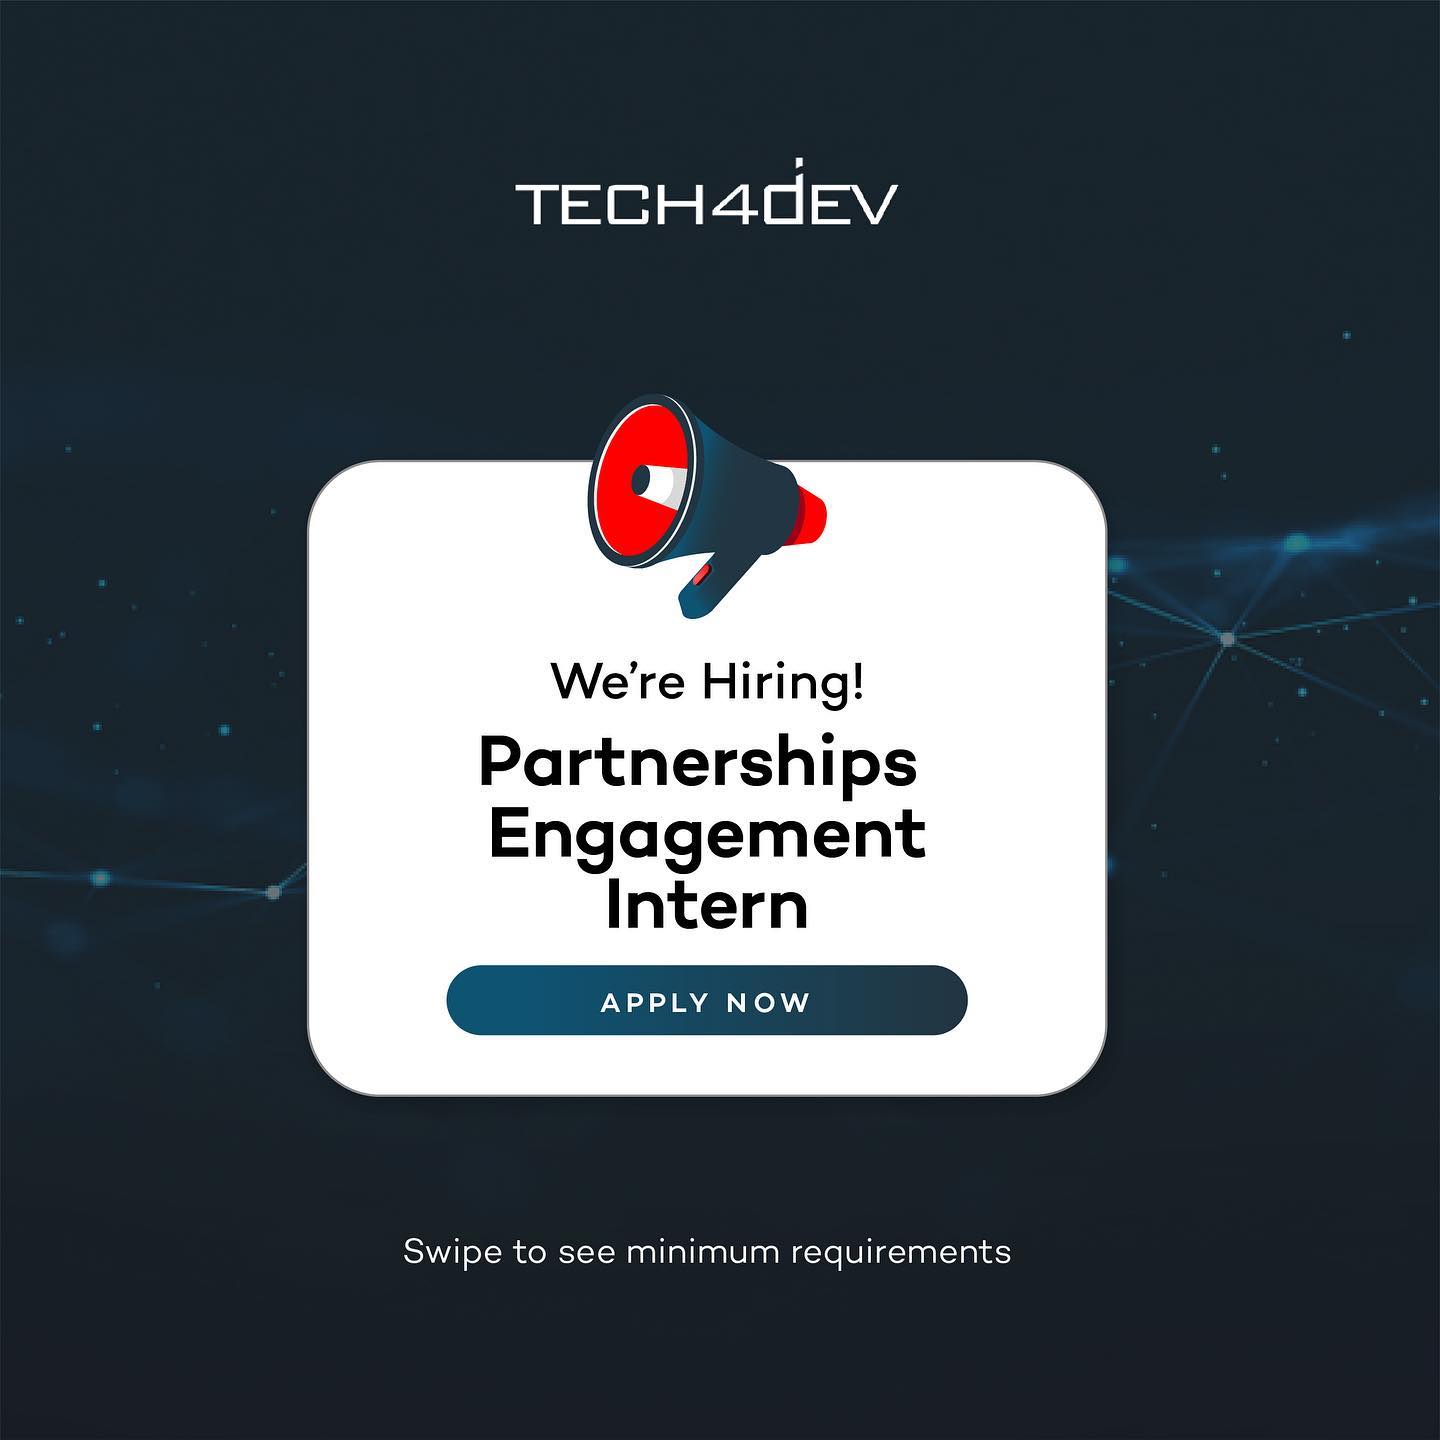 TECH4dEV
We’re Hiring!
Partnerships
Engagement
Intern
APPLY NOW
Swipe to see minimum requirements